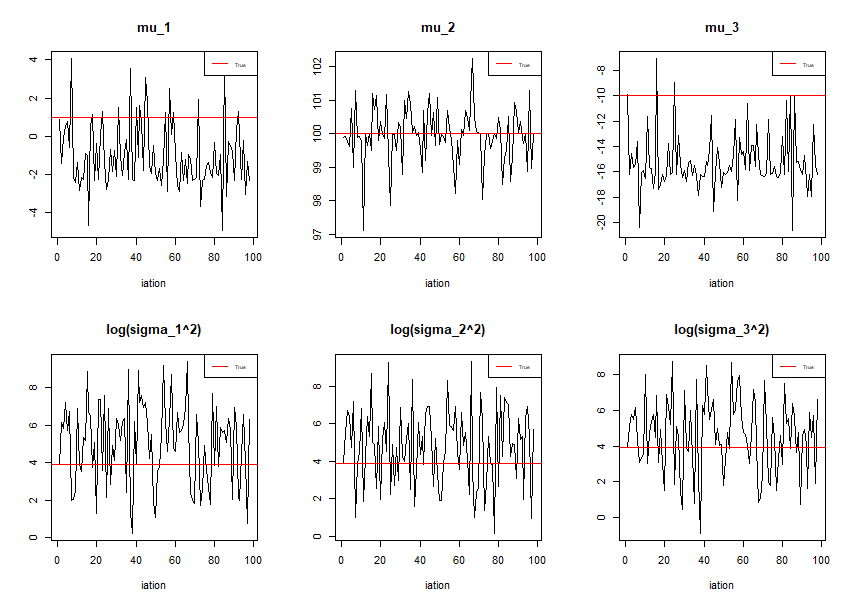 mu_1
mu_2
mu_3
True
True
True
4
2
0
-2
-4
102
101
100
99
98
97
-8
-10
-12
-14
-16
-18
-20
0 20 40 60 80 100
0 20 40 60 80 100
0 20 40 60 80 100
iation
iation
iation
log(sigma_1^2)
log(sigma_2^2)
log(sigma_3^2)
True
True
True
8
6
4
2
0
8
6
4
2
0
8
6
4
2
0
0 20 40 60 80 100
0 20 40 60 80 100
0 20 40 60 80 100
iation
iation
iation